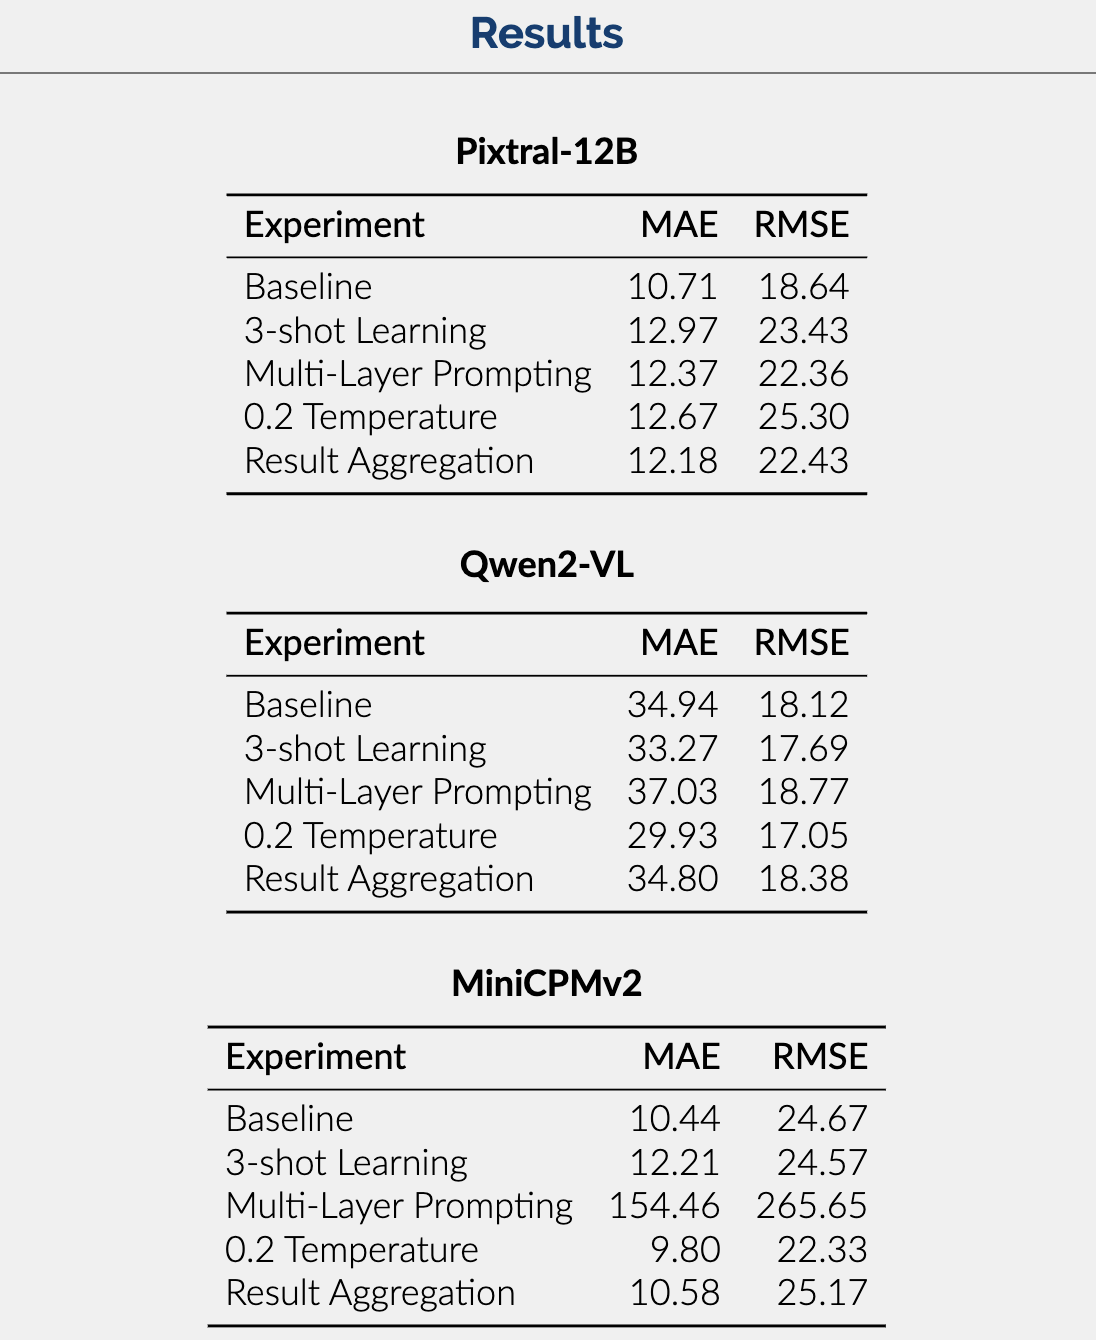 Results
Pixtral-12B
Experiment MAE RMSE
Baseline 10.71 18.64
3-shot Learning 12.97 23.43
Multi-Layer Prompting 12.37 22.36
0.2 Temperature 12.67 25.30
Result Aggregation 12.18 22.43
Qwen2-VL
Experiment MAE RMSE
Baseline 34.94 18.12
3-shot Learning 33.27 17.69
Multi-Layer Prompting 37.03 18.77
0.2 Temperature 29.93 17.05
Result Aggregation 34.80 18.38
MiniCPMv2
Experiment MAE RMSE
Baseline 10.44 24.67
3-shot Learning 12.21 24.57
Multi-Layer Prompting 154.46 265.65
0.2 Temperature 9.80 22.33
Result Aggregation 10.58 25.17